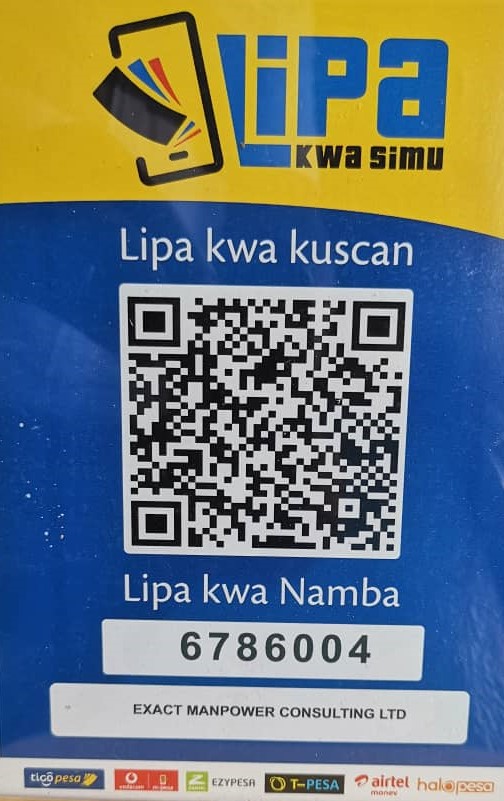 Lipa
KWA SIMU
Lipa kwa kuscan
Lipa kwa Namba
6786004
EXACT MANPOWER CONSULTING LTD
tigo pesa vodacom m-pesa EZYPESA T-PESA airtel money halopesa